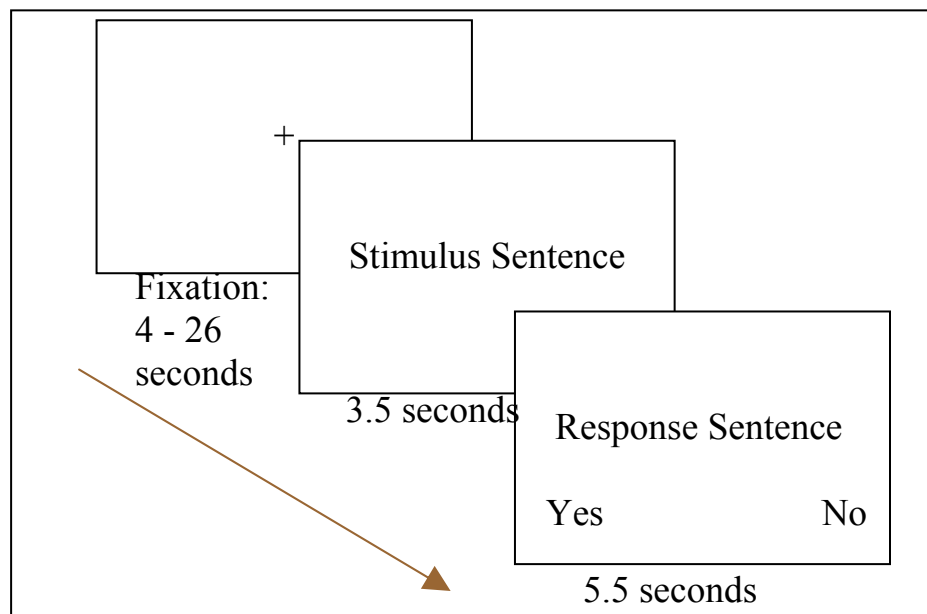 +
Stimulus Sentence
Fixation:
4 - 26
seconds
3.5 seconds
Response Sentence
Yes No
5.5 seconds